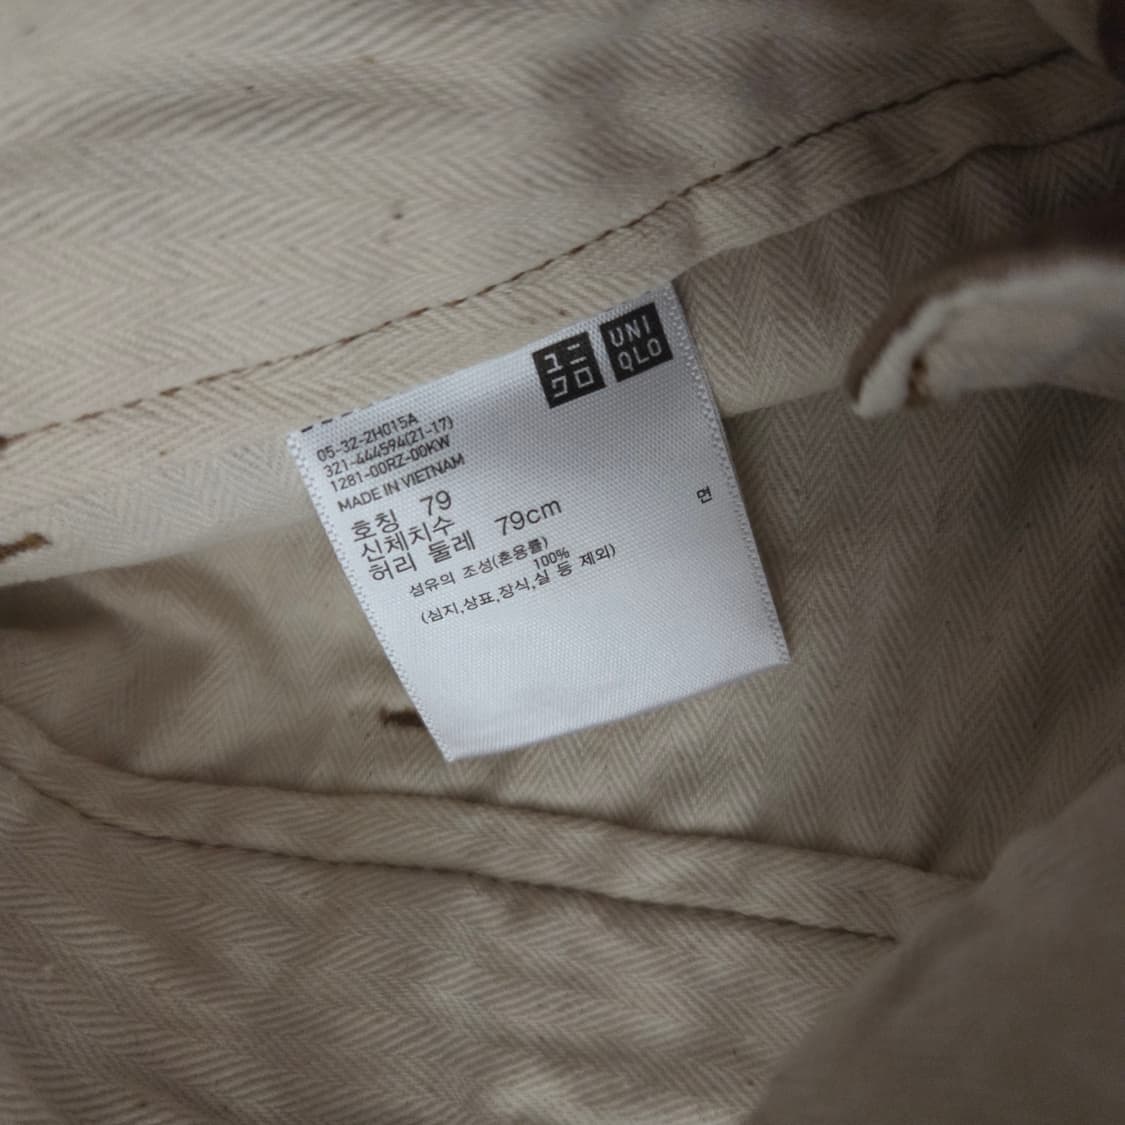 ユニ
クロ
UNI
QLO
05-32-2H015A
321-444594(21-17)
1281-00RZ-00KW
MADE IN VIETNAM
호칭 79
신체치수
허리 둘레 79cm
섬유의 조성(혼용률)
면 100%
(심지,상표,장식,실 등 제외)